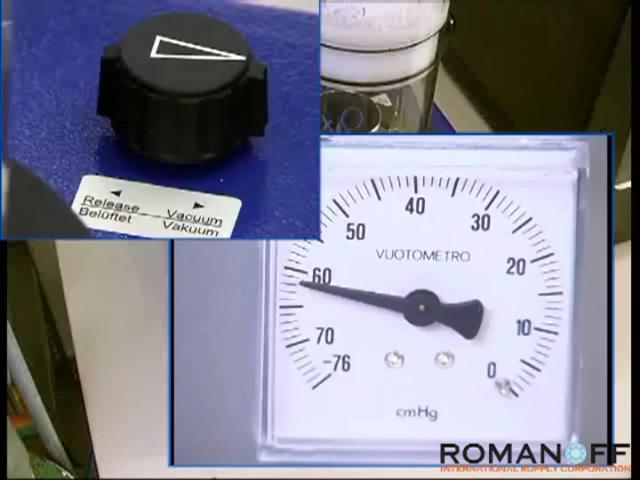 Release Vacuum
Belüftet Vakuum
VUOTOMETRO
0
10
20
30
40
50
60
70
-76
cmHg
ROMANOFF
INTERNATIONAL SUPPLY CORPORATION